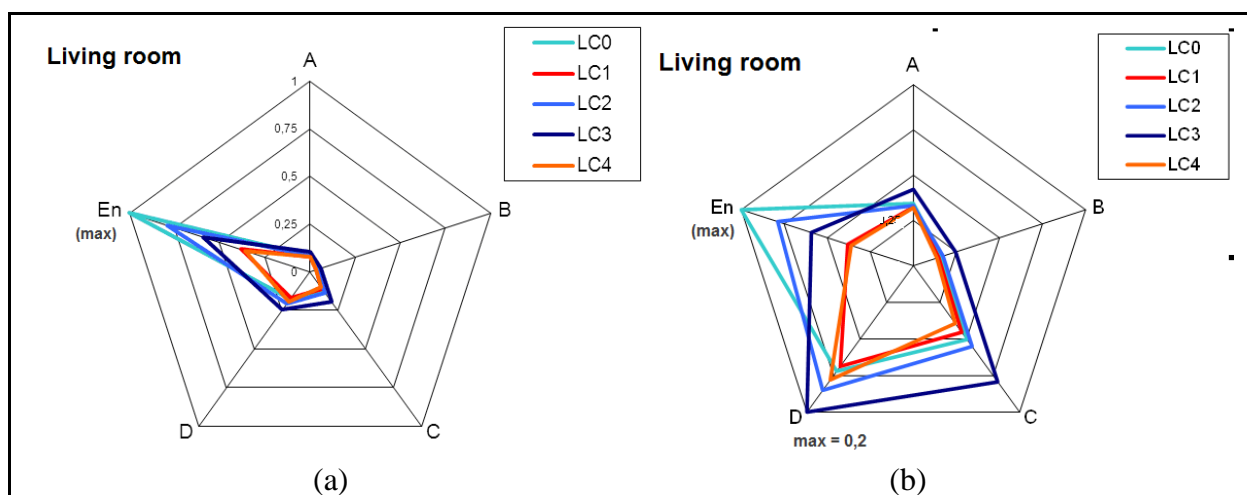 Living room
A
1
0,75
0,5
0,25
0
B
C
D
En
(max)
LC0
LC1
LC2
LC3
LC4
(a)
Living room
A
B
C
D
max = 0,2
En
(max)
LC0
LC1
LC2
LC3
LC4
(b)